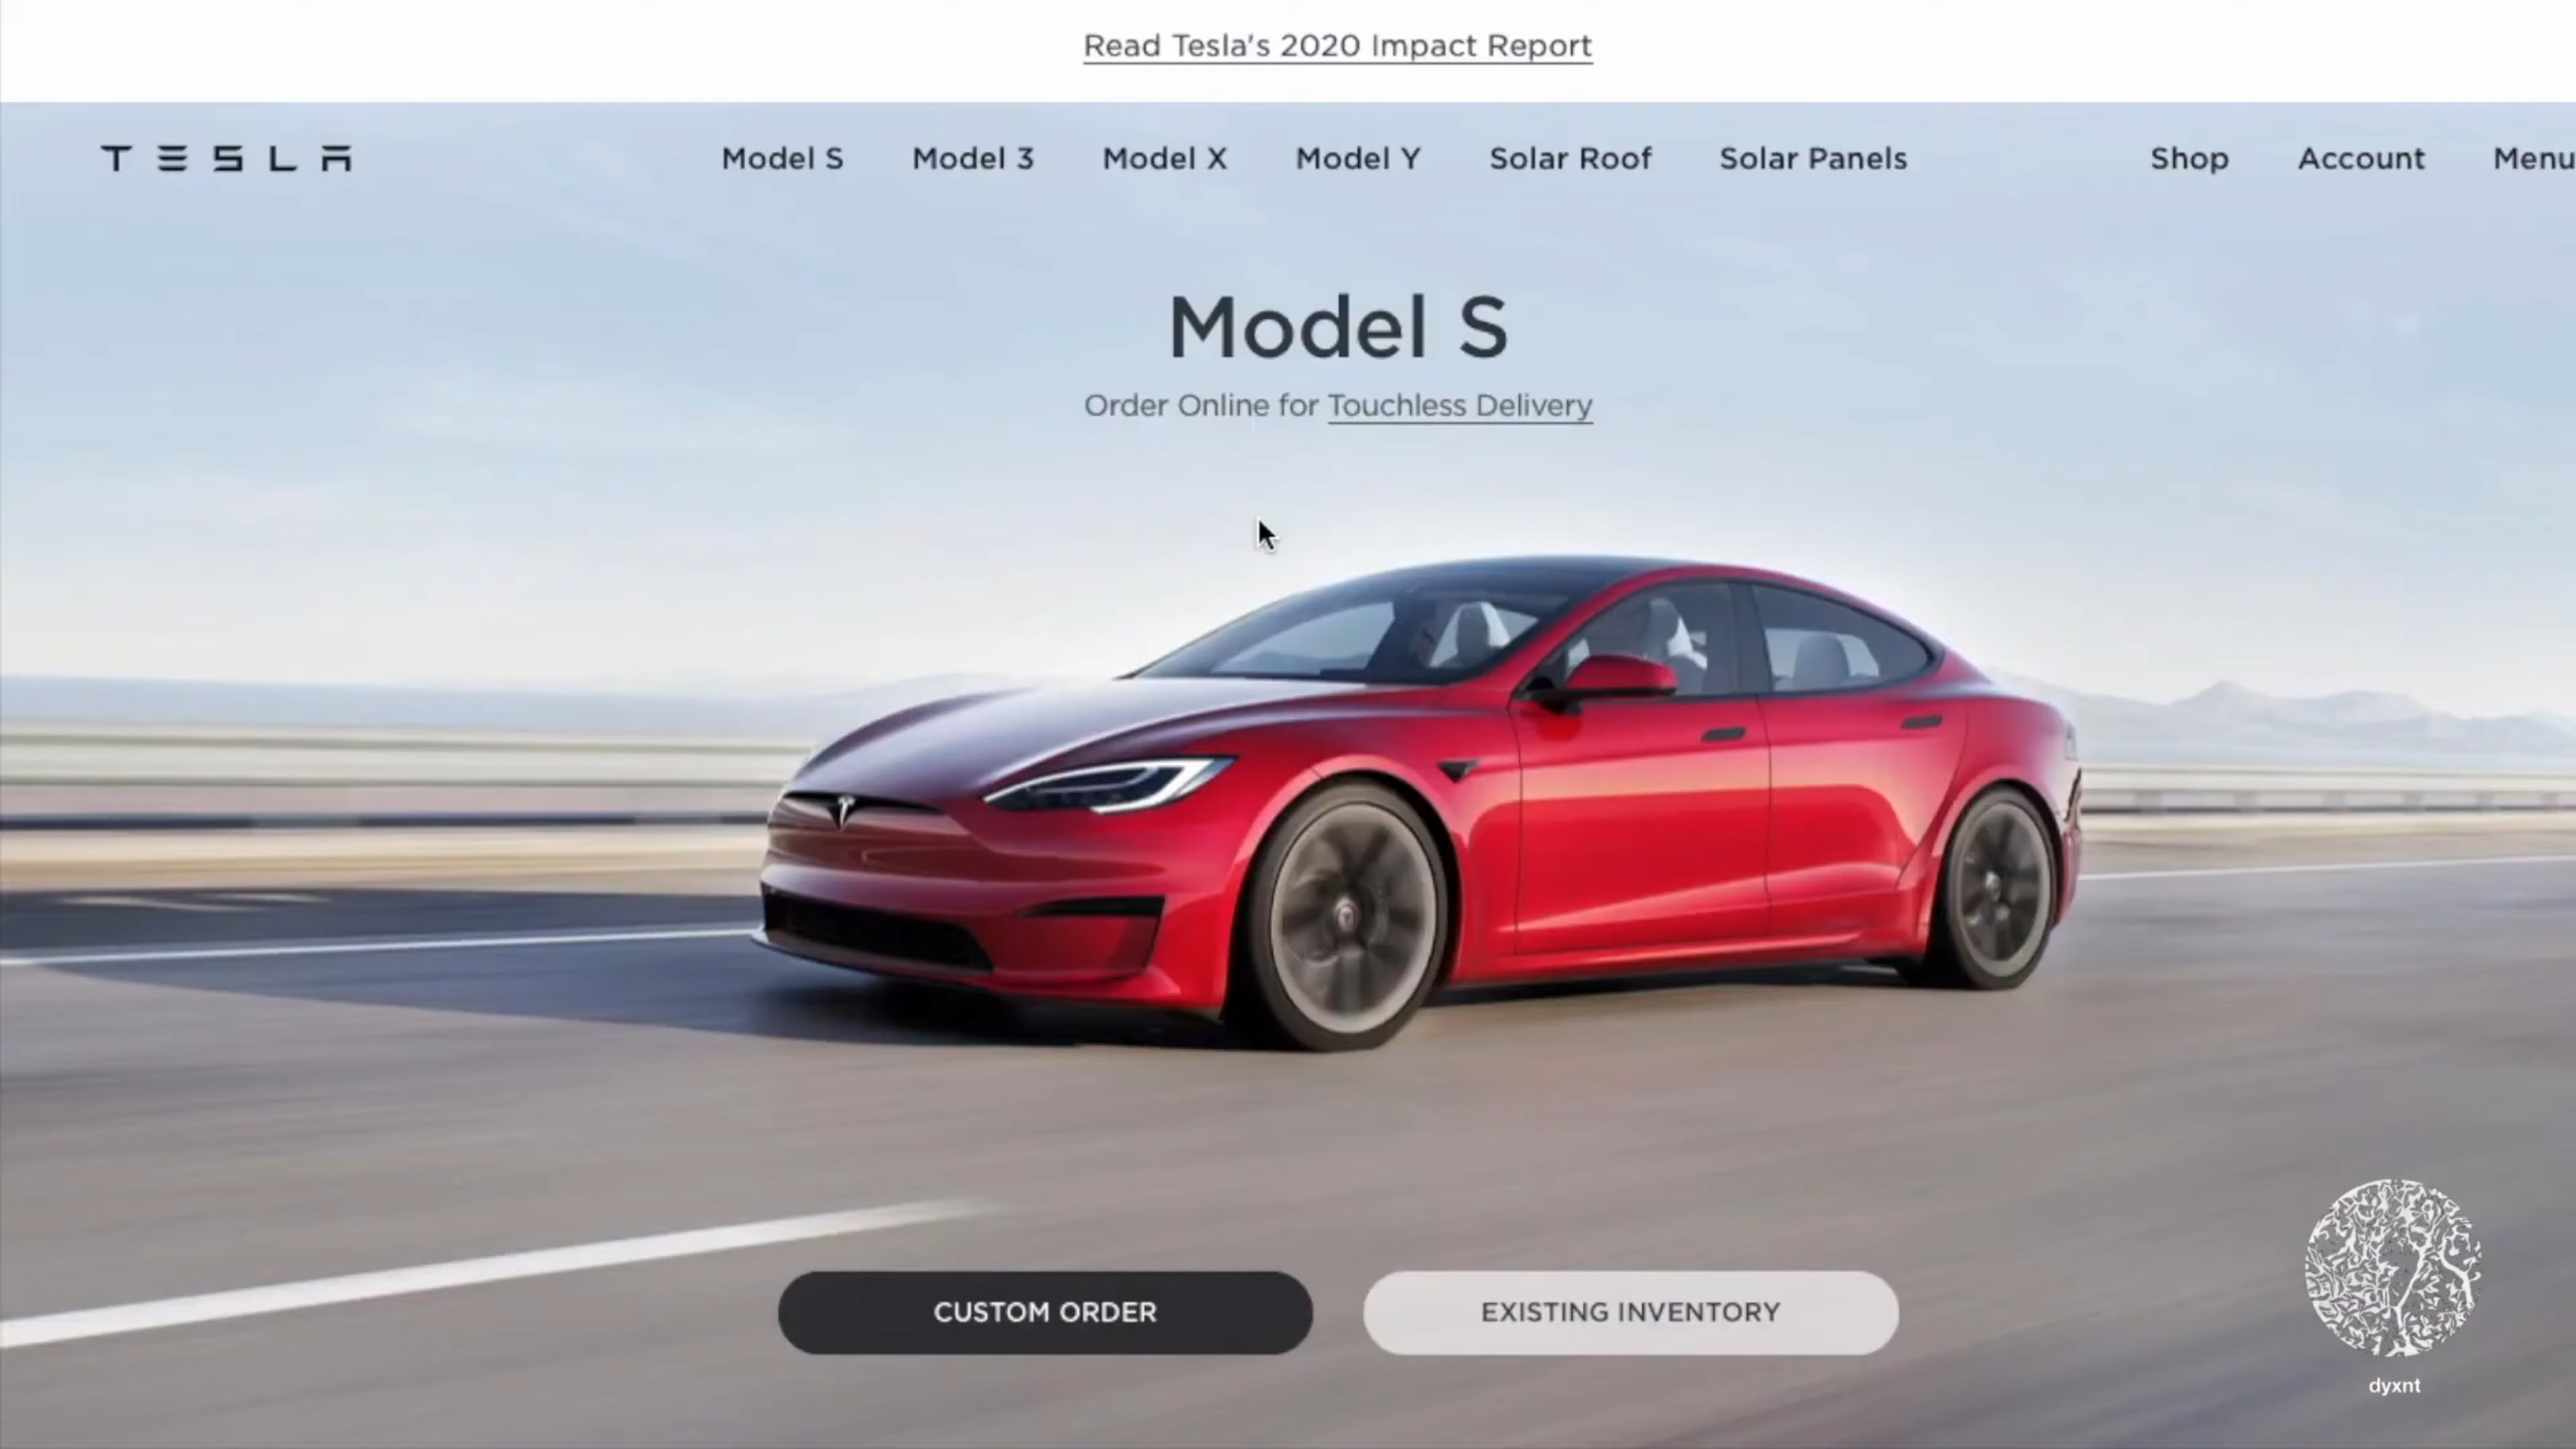 Read Tesla's 2020 Impact Report
TESLA
Model S Model 3 Model X Model Y Solar Roof Solar Panels Shop Account Menu
Model S
Order Online for Touchless Delivery
CUSTOM ORDER EXISTING INVENTORY
dyxnt